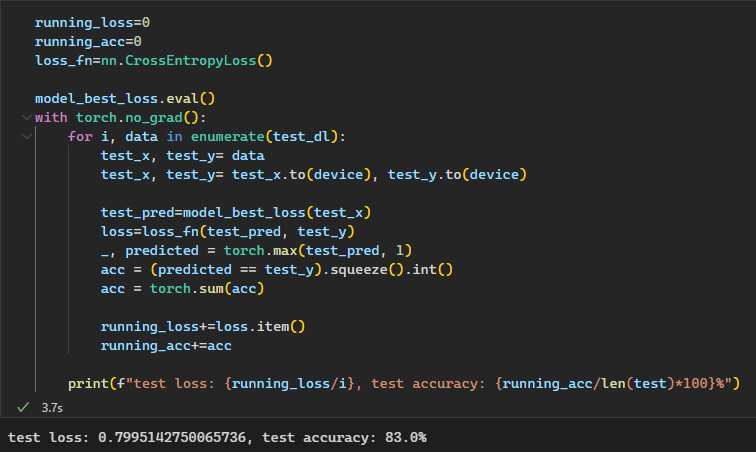 running_loss=0
running_acc=0
loss_fn=nn.CrossEntropyLoss()
model_best_loss.eval()
with torch.no_grad():
    for i, data in enumerate(test_dl):
        test_x, test_y= data
        test_x, test_y= test_x.to(device), test_y.to(device)
        test_pred=model_best_loss(test_x)
        loss=loss_fn(test_pred, test_y)
        _, predicted = torch.max(test_pred, 1)
        acc = (predicted == test_y).squeeze().int()
        acc = torch.sum(acc)
        running_loss+=loss.item()
        running_acc+=acc
    print(f"test loss: {running_loss/i}, test accuracy: {running_acc/len(test)*100}%")
3.7s
test loss: 0.7995142750065736, test accuracy: 83.0%